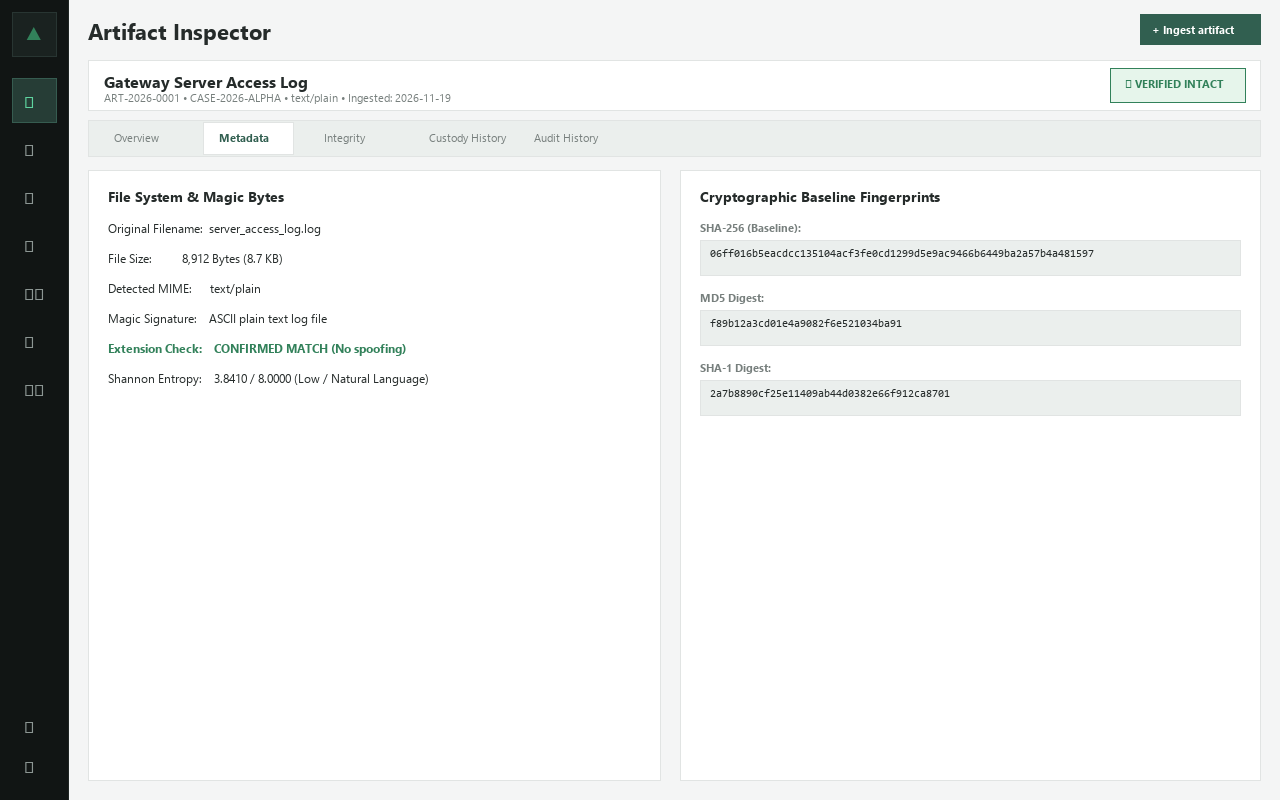 Artifact Inspector
+ Ingest artifact
Gateway Server Access Log
ART-2026-0001 • CASE-2026-ALPHA • text/plain • Ingested: 2026-11-19
VERIFIED INTACT
Overview Metadata Integrity Custody History Audit History
File System & Magic Bytes
Original Filename: server_access_log.log
File Size: 8,912 Bytes (8.7 KB)
Detected MIME: text/plain
Magic Signature: ASCII plain text log file
Extension Check: CONFIRMED MATCH (No spoofing)
Shannon Entropy: 3.8410 / 8.0000 (Low / Natural Language)
Cryptographic Baseline Fingerprints
SHA-256 (Baseline):
06ff016b5eacdcc135104acf3fe0cd1299d5e9ac9466b6449ba2a57b4a481597
MD5 Digest:
f89b12a3cd01e4a9082f6e521034ba91
SHA-1 Digest:
2a7b8890cf25e11409ab44d0382e66f912ca8701